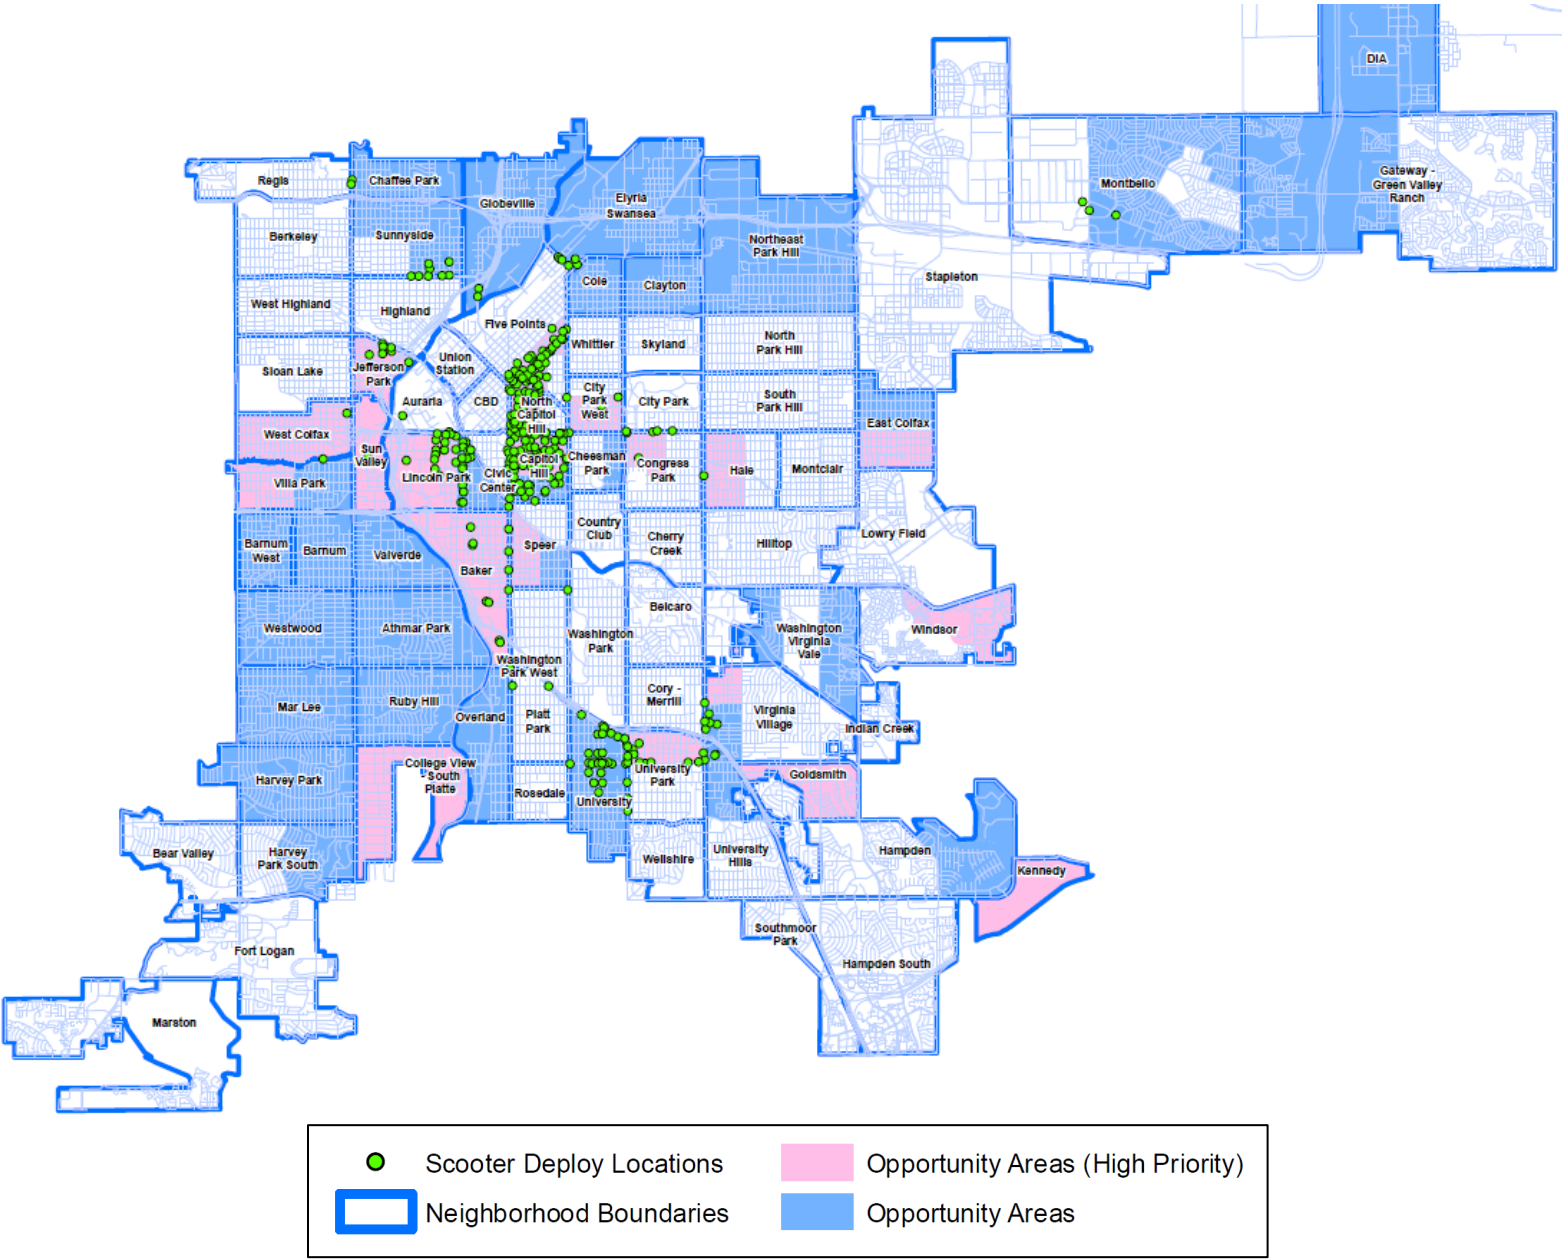 DIA
Regis
Chaffee Park
Globeville
Elyria
Swansea
Montbello
Gateway -
Green Valley
Ranch
Berkeley
Sunnyside
Northeast
Park Hill
Stapleton
Cole
Clayton
West Highland
Highland
Five Points
Whittier
Skyland
North
Park Hill
Sloan Lake
Jefferson
Park
Union
Station
Auraria
CBD
North
Capitol
Hill
City
Park
West
City Park
South
Park Hill
East Colfax
West Colfax
Sun
Valley
Lincoln Park
Civic
Center
Capitol
Hill
Cheesman
Park
Congress
Park
Hale
Montclair
Villa Park
Barnum
West
Barnum
Valverde
Baker
Speer
Country
Club
Cherry
Creek
Hilltop
Lowry Field
Westwood
Athmar Park
Washington
Park West
Washington
Park
Belcaro
Washington
Virginia
Vale
Windsor
Mar Lee
Ruby Hill
Overland
Platt
Park
Cory -
Merrill
Virginia
Village
Indian Creek
Harvey Park
College View
- South
Platte
Rosedale
University
University
Park
Goldsmith
Bear Valley
Harvey
Park South
Wellshire
University
Hills
Hampden
Kennedy
Fort Logan
Southmoor
Park
Hampden South
Marston
Scooter Deploy Locations
Opportunity Areas (High Priority)
Neighborhood Boundaries
Opportunity Areas